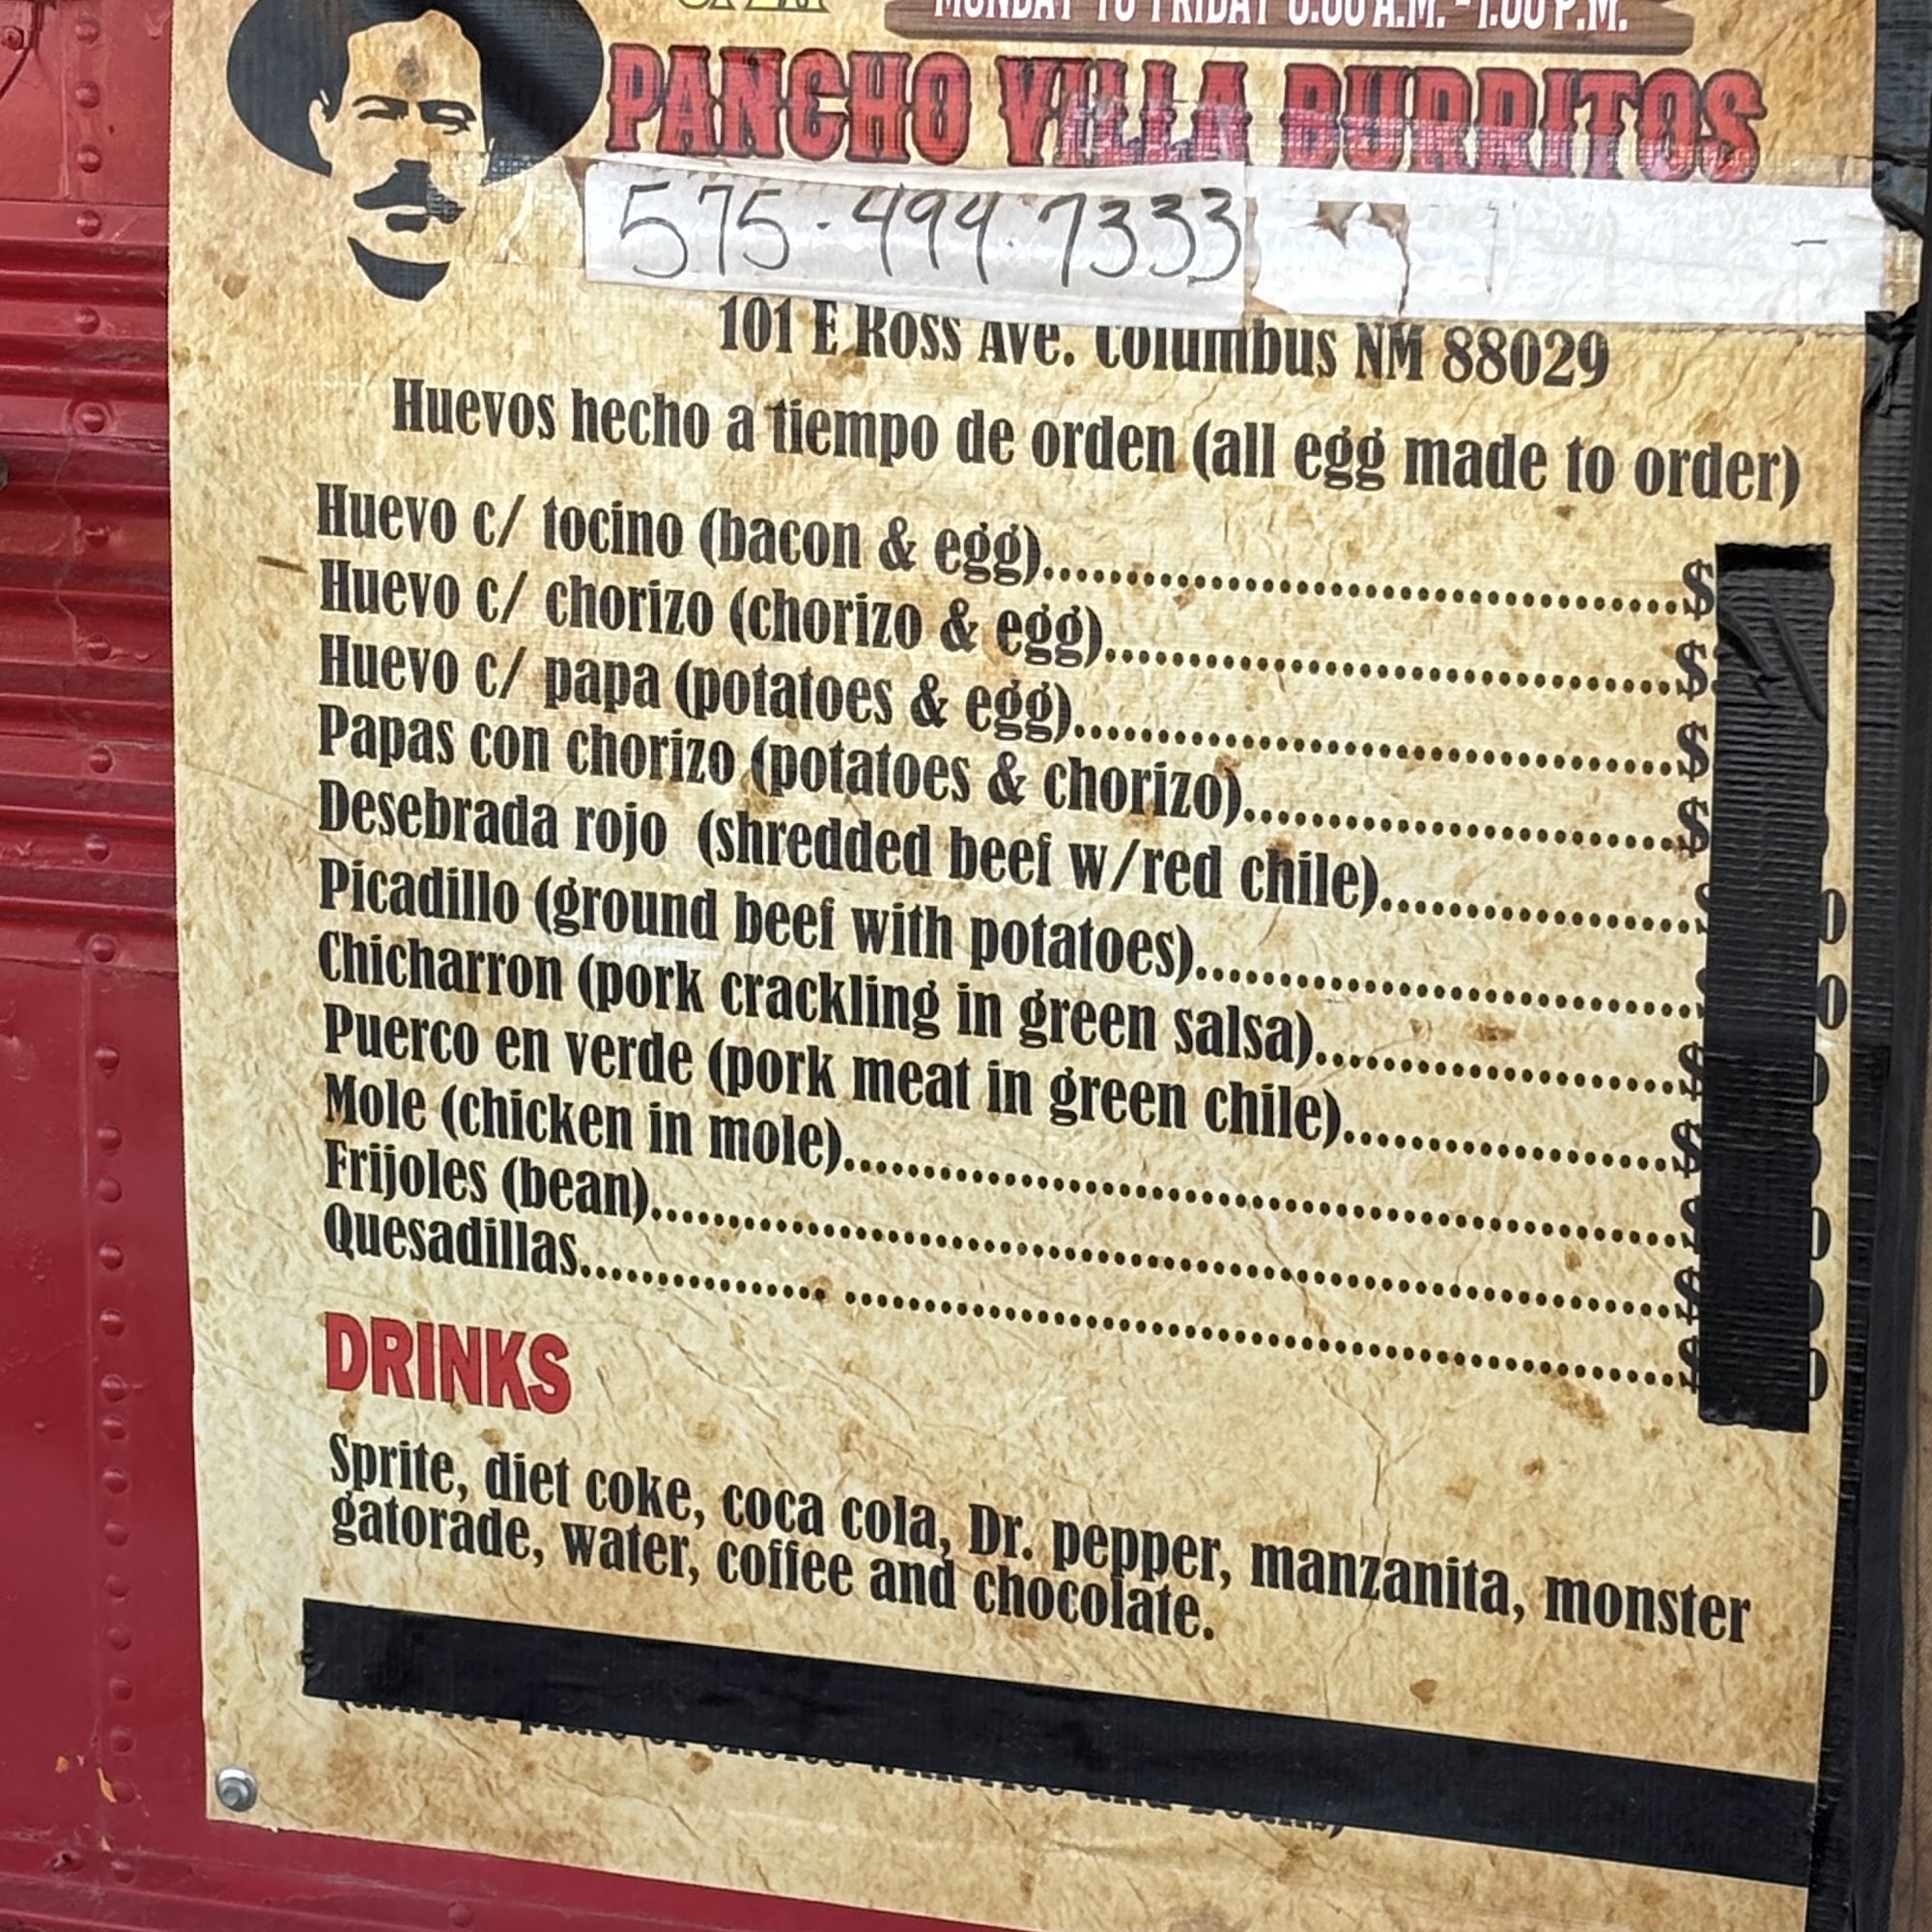 OPEN
MONDAY TO FRIDAY
PANCHO VILLA BURRITOS
575-494-7333
101 E Ross Ave. Columbus NM 88029
Huevos hecho a tiempo de orden (all egg made to order)
Huevo c/ tocino (bacon & egg)........................................$
Huevo c/ chorizo (chorizo & egg)........................................$
Huevo c/ papa (potatoes & egg)........................................$
Papas con chorizo (potatoes & chorizo)..............................$
Desebrada rojo (shredded beef w/red chile)....................$
Picadillo (ground beef with potatoes)..............................
Chicharron (pork crackling in green salsa)........................$
Puerco en verde (pork meat in green chile)......................$
Mole (chicken in mole)......................................................$
Frijoles (bean)..................................................................$
Quesadillas................ .....................................................$
DRINKS
Sprite, diet coke, coca cola, Dr. pepper, manzanita, monster
gatorade, water, coffee and chocolate.